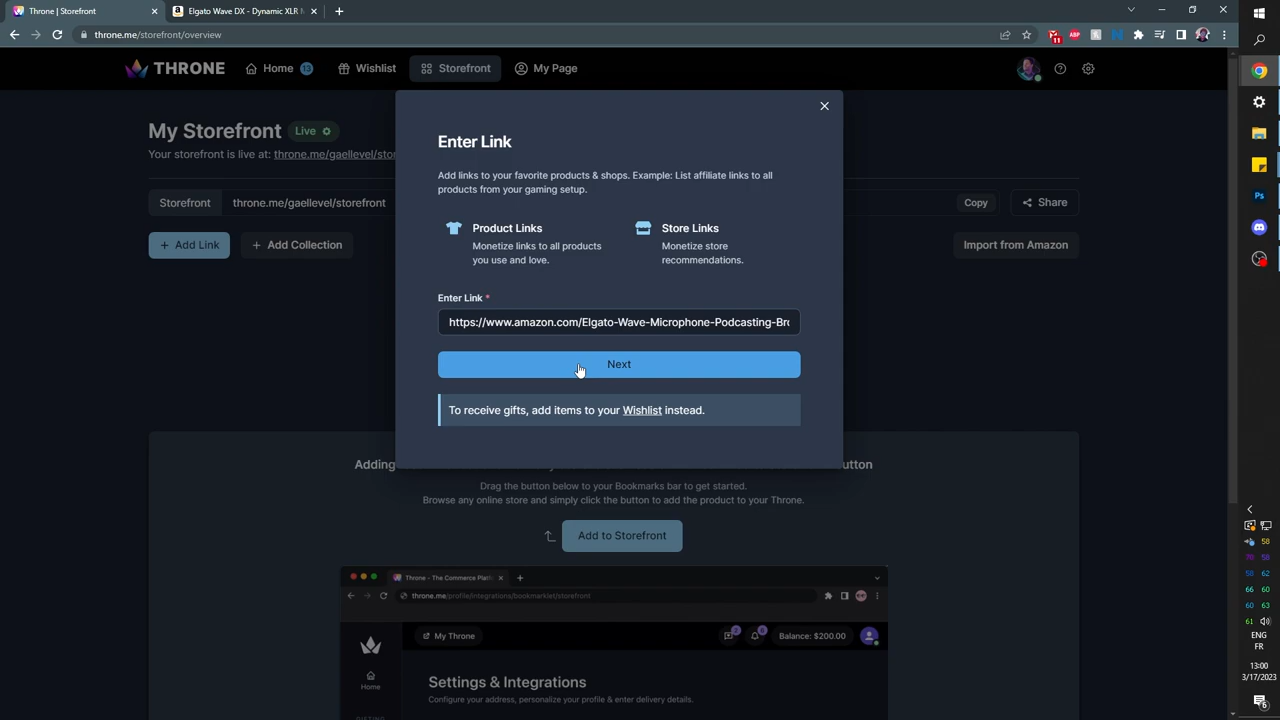 Throne | Storefront
Elgato Wave DX - Dynamic XLR M
throne.me/storefront/overview
11
ABP
THRONE
Home 13
Wishlist
Storefront
My Page
My Storefront
Live
Your storefront is live at: throne.me/gaellevel/stor
Storefront
throne.me/gaellevel/storefront
Copy
Share
+ Add Link
+ Add Collection
Import from Amazon
Enter Link
Add links to your favorite products & shops. Example: List affiliate links to all
products from your gaming setup.
Product Links
Monetize links to all products
you use and love.
Store Links
Monetize store
recommendations.
Enter Link *
https://www.amazon.com/Elgato-Wave-Microphone-Podcasting-Bro
Next
To receive gifts, add items to your Wishlist instead.
Adding
utton
Drag the button below to your Bookmarks bar to get started.
Browse any online store and simply click the button to add the product to your Throne.
Add to Storefront
Throne - The Commerce Platfo
throne.me/profile/integrations/bookmarklet/storefront
My Throne
Balance: $200.00
Home
Settings & Integrations
Configure your address, personalize your profile & enter delivery details.
Ps
58
70 58
58 62
66 60
60 63
61
ENG
FR
13:00
3/17/2023